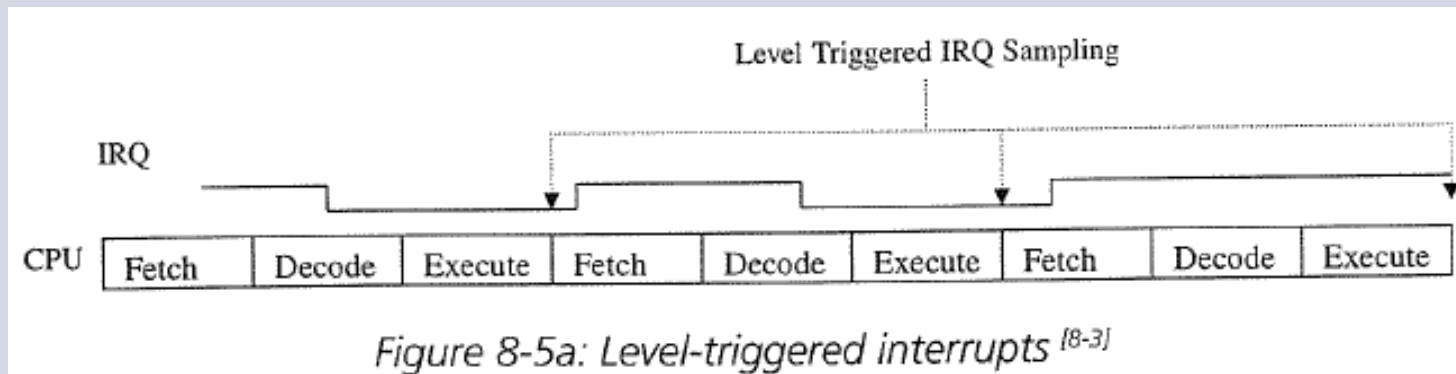 Level Triggered IRQ Sampling
IRQ
CPU Fetch Decode Execute Fetch Decode Execute Fetch Decode Execute
Figure 8-5a: Level-triggered interrupts [8-3]